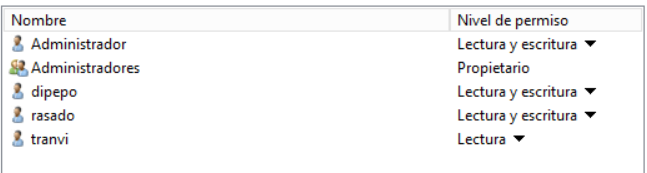 Nombre Nivel de permiso
Administrador Lectura y escritura
Administradores Propietario
dipepo Lectura y escritura
rasado Lectura y escritura
tranvi Lectura